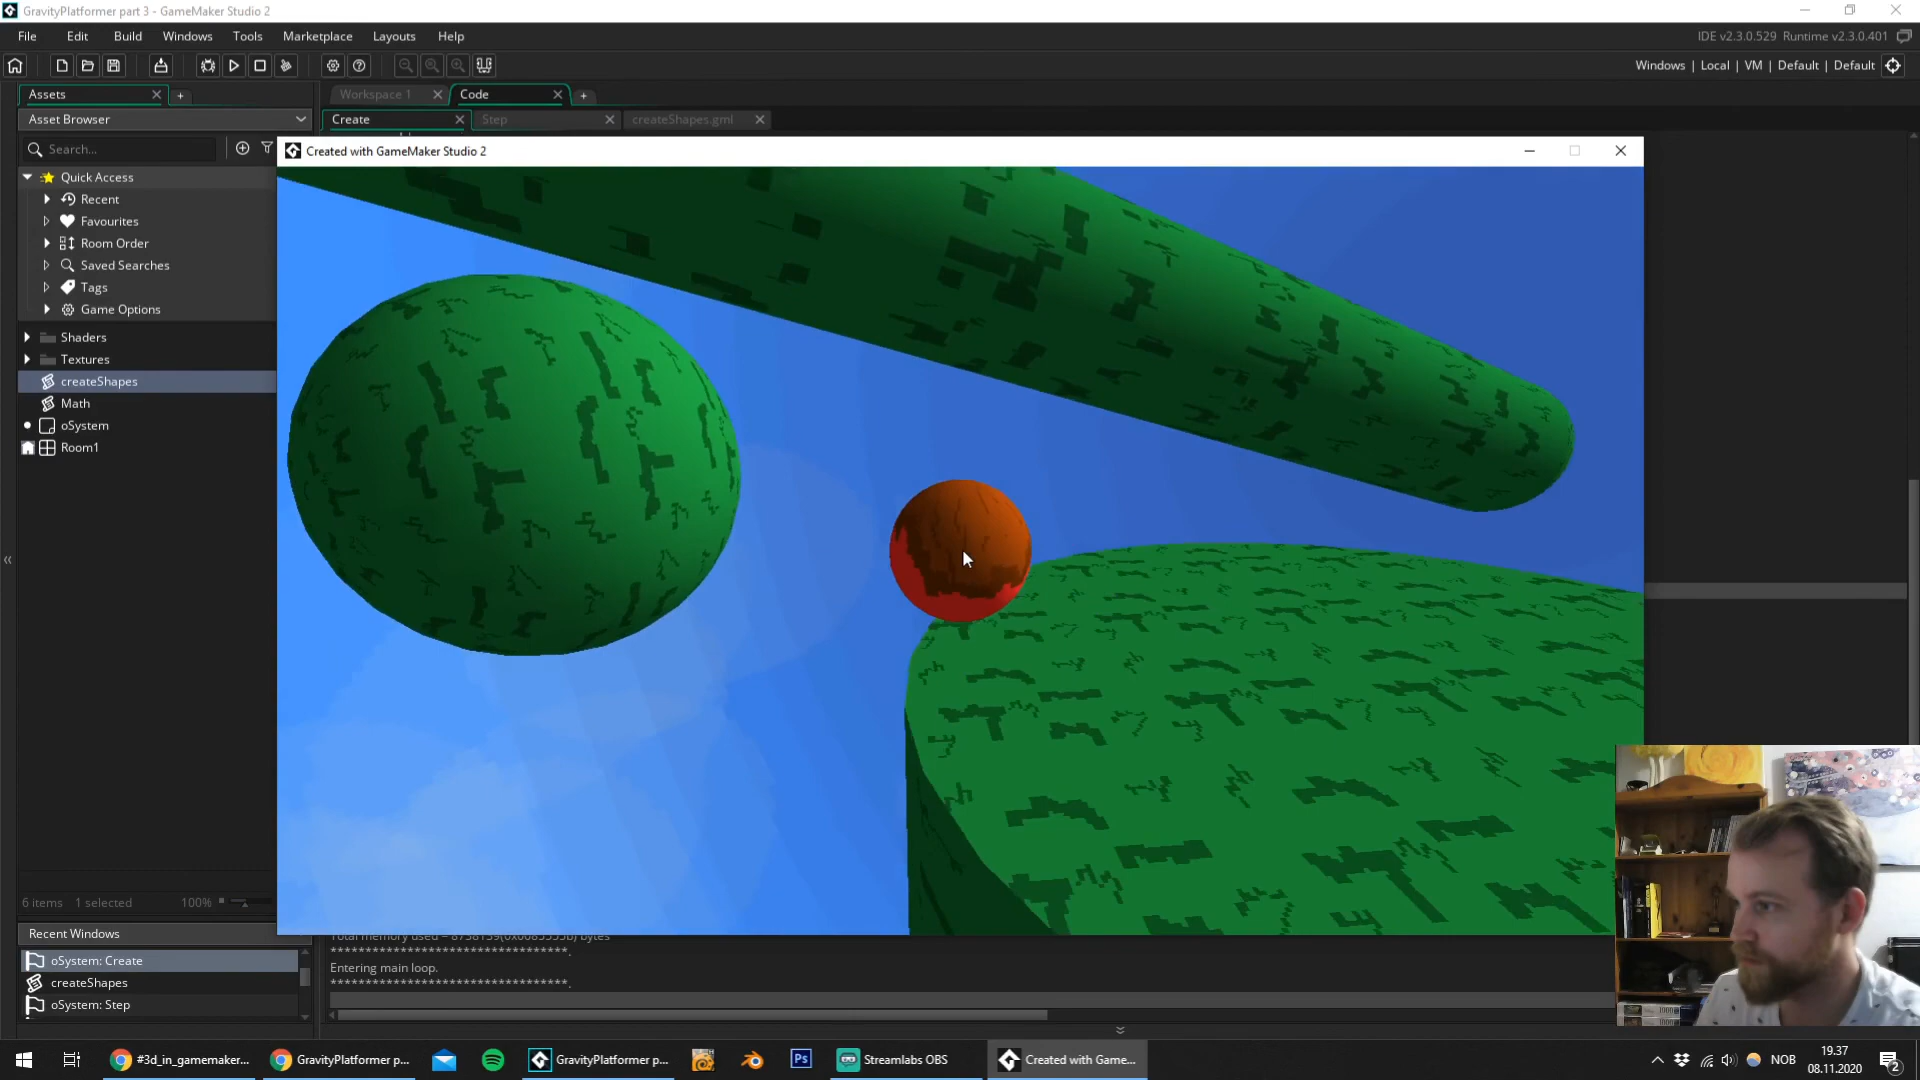 GravityPlatformer part 3 - GameMaker Studio 2
File Edit Build Windows Tools Marketplace Layouts Help
IDE v2.3.0.529 Runtime v2.3.0.401
Windows | Local | VM | Default | Default
Assets
Workspace 1
Code
Asset Browser
Create
Step
createShapes.gml
Search...
Created with GameMaker Studio 2
Quick Access
Recent
Favourites
Room Order
Saved Searches
Tags
Game Options
Shaders
Textures
createShapes
Math
oSystem
Room1
6 items 1 selected 100%
Recent Windows
oSystem: Create
createShapes
oSystem: Step
bytes
***********************************.
Entering main loop.
***********************************.
#3d_in_gamemaker...
GravityPlatformer p...
GravityPlatformer p...
Ps
Streamlabs OBS
Created with Game...
NOB
19.37
08.11.2020
2